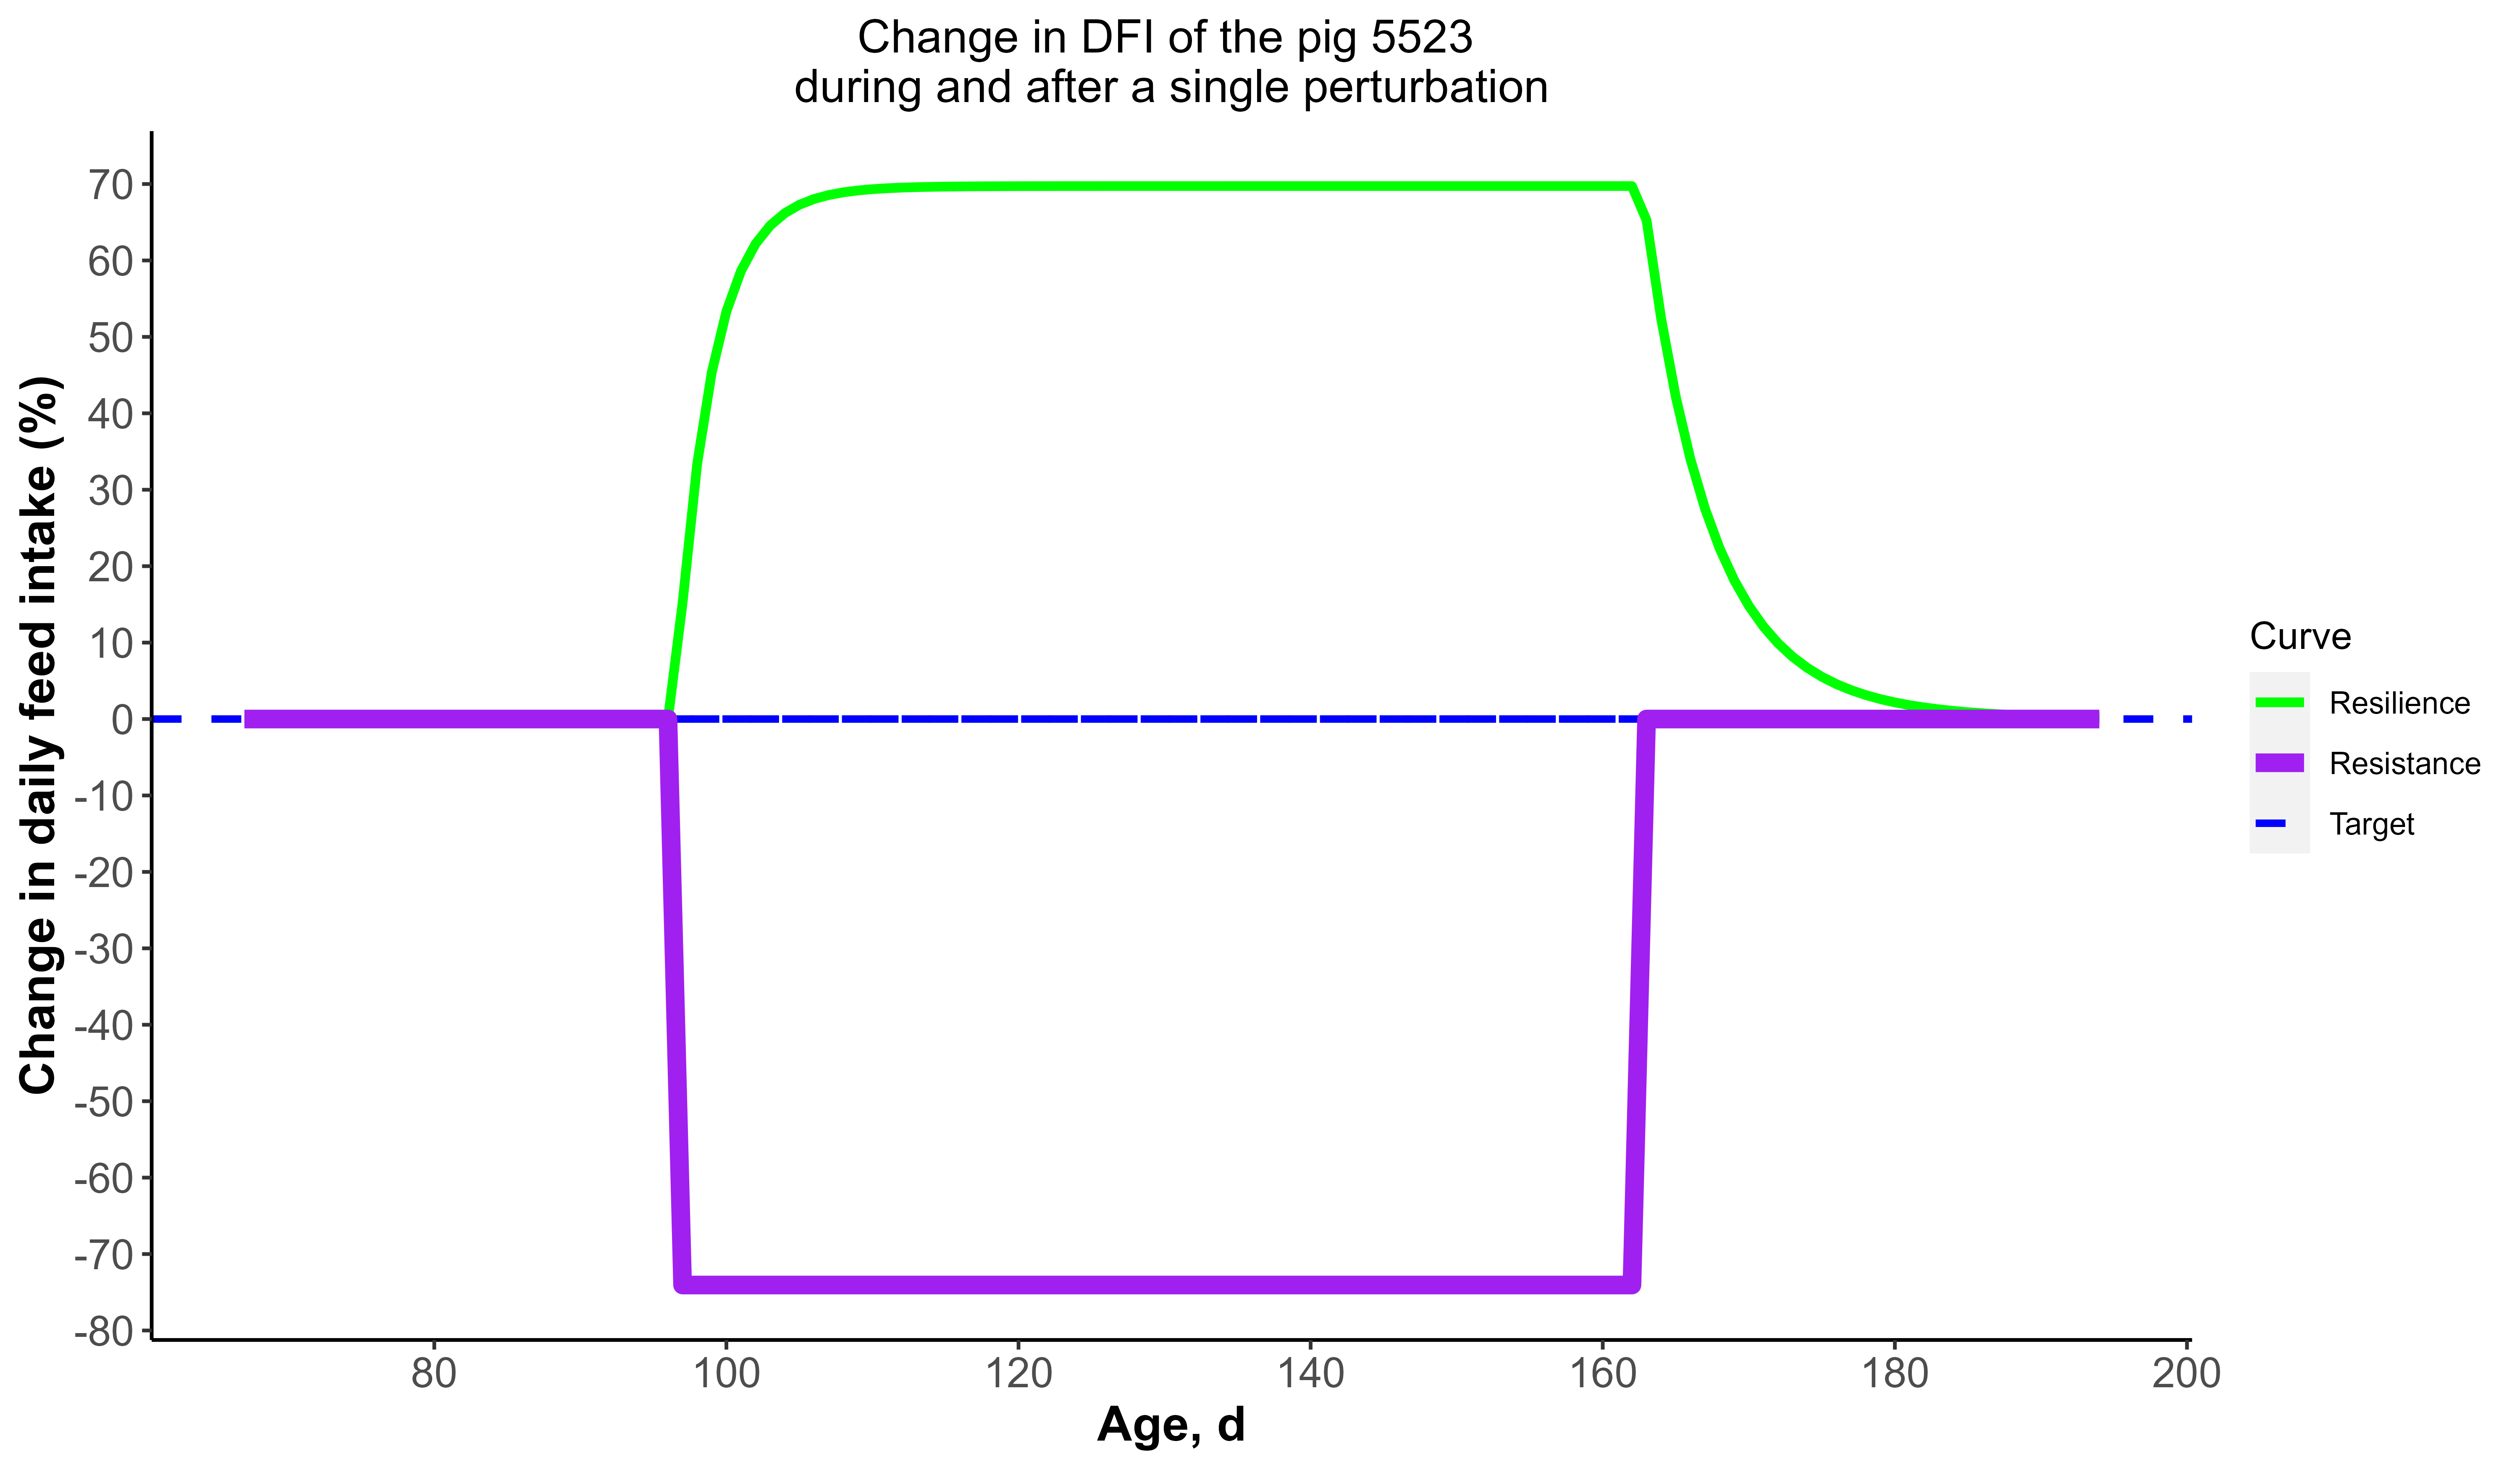 Change in DFI of the pig 5523
during and after a single perturbation
Change in daily feed intake (%)
70
60
50
40
30
20
10
0
-10
-20
-30
-40
-50
-60
-70
-80
80 100 120 140 160 180 200
Age, d
Curve
Resilience
Resistance
Target